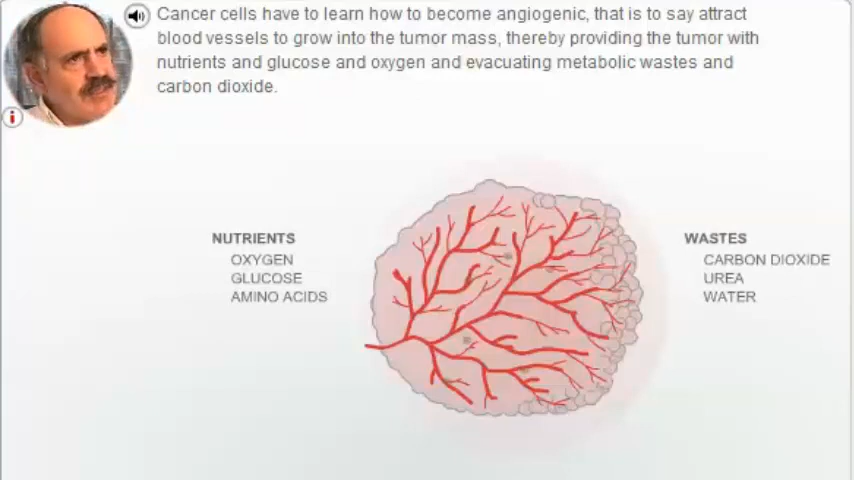 Cancer cells have to learn how to become angiogenic, that is to say attract
blood vessels to grow into the tumor mass, thereby providing the tumor with
nutrients and glucose and oxygen and evacuating metabolic wastes and
carbon dioxide.
i
NUTRIENTS
OXYGEN
GLUCOSE
AMINO ACIDS
WASTES
CARBON DIOXIDE
UREA
WATER